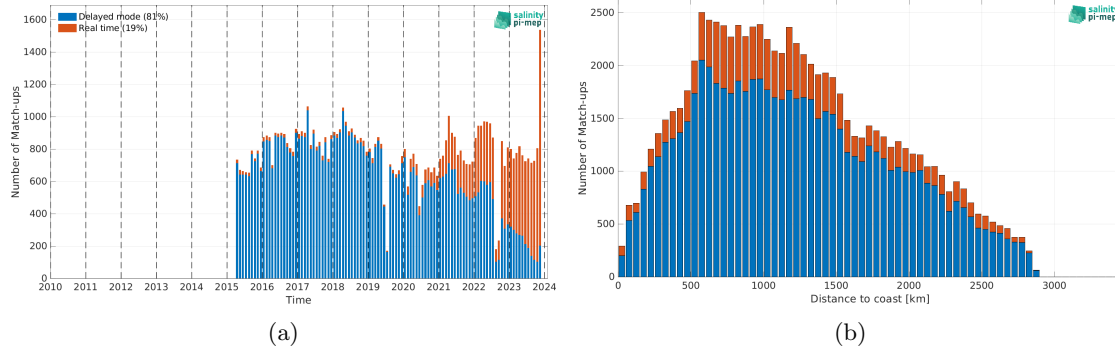 Delayed mode (81%)
Real time (19%)
salinity
pi-mep
Number of Match-ups
1600
1400
1200
1000
800
600
400
200
0
2010 2011 2012 2013 2014 2015 2016 2017 2018 2019 2020 2021 2022 2023 2024
Time
(a)
salinity
pi-mep
Number of Match-ups
2500
2000
1500
1000
500
0
0 500 1000 1500 2000 2500 3000
Distance to coast [km]
(b)